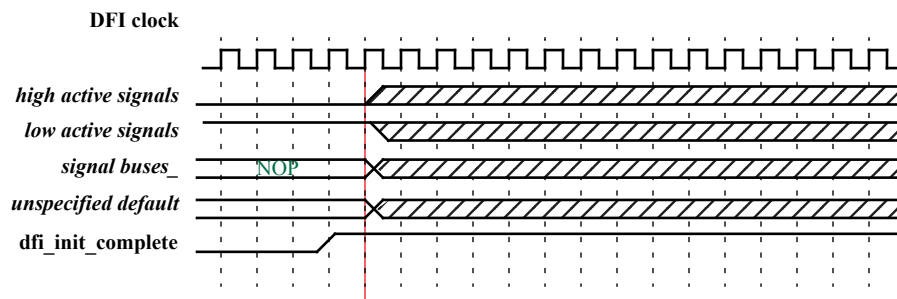 DFI clock
high active signals
low active signals
signal buses_ NOP
unspecified default
dfi_init_complete